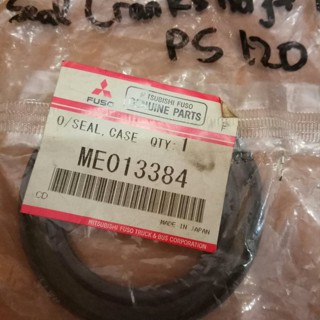 Seal Crankshaft
PS 120
FUSO
MITSUBISHI FUSO
GENUINE PARTS
O/SEAL, CASE QTY: 1
ME013384
CD
MADE IN JAPAN
MITSUBISHI FUSO TRUCK & BUS CORPORATION